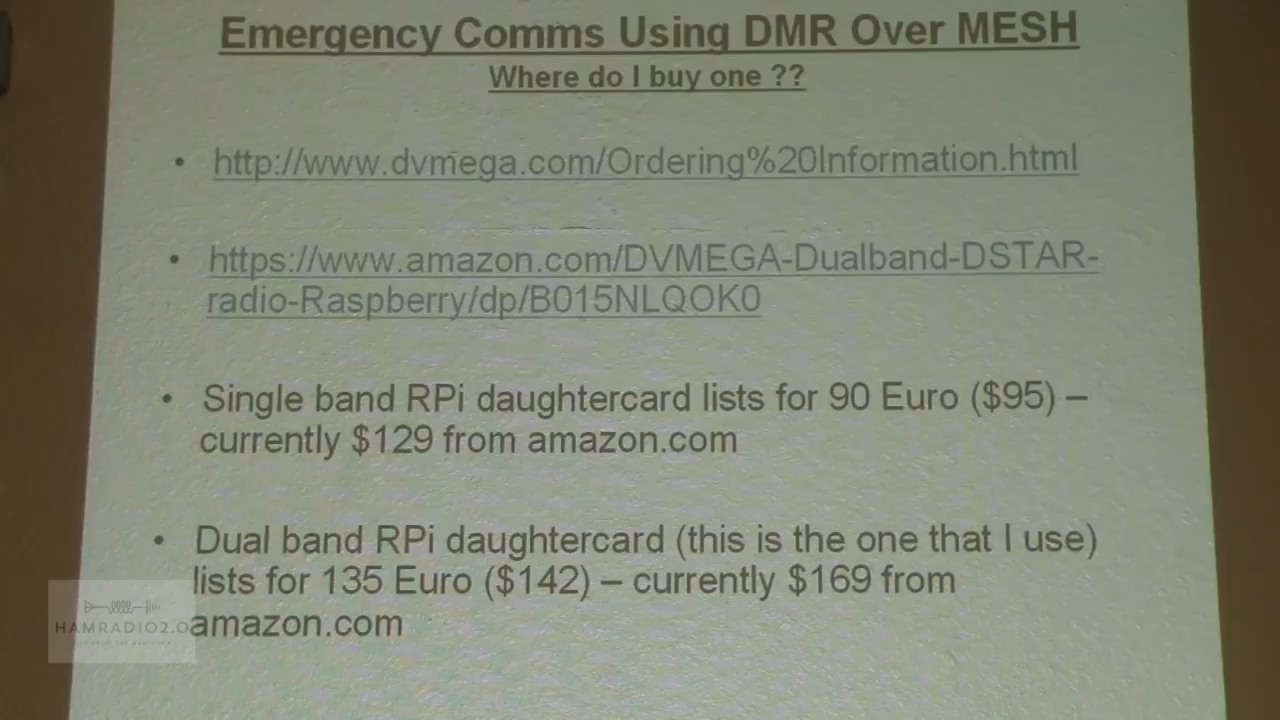 Emergency Comms Using DMR Over MESH
Where do I buy one ??
• http://www.dvmega.com/Ordering%20Information.html
• https://www.amazon.com/DVMEGA-Dualband-DSTAR-
radio-Raspberry/dp/B015NLQOK0
• Single band RPi daughtercard lists for 90 Euro ($95) –
currently $129 from amazon.com
• Dual band RPi daughtercard (this is the one that I use)
lists for 135 Euro ($142) – currently $169 from
amazon.com
HAMRADIO2.0